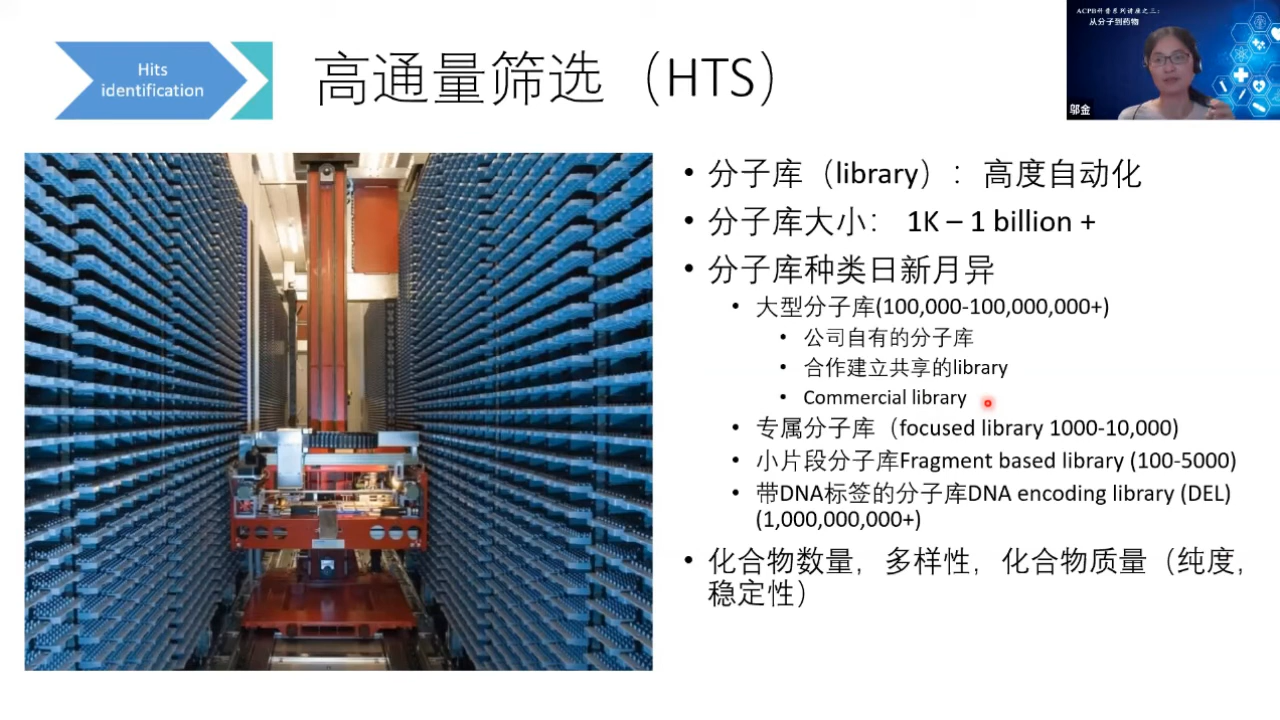 Hits
identification
高通量筛选（HTS）
ACPB科普系列讲座之三：
从分子到药物
邬金
• 分子库（library）：高度自动化
• 分子库大小： 1K – 1 billion +
• 分子库种类日新月异
• 大型分子库(100,000-100,000,000+)
• 公司自有的分子库
• 合作建立共享的library
• Commercial library
• 专属分子库（focused library 1000-10,000)
• 小片段分子库Fragment based library (100-5000)
• 带DNA标签的分子库DNA encoding library (DEL)
(1,000,000,000+)
• 化合物数量，多样性，化合物质量（纯度，
稳定性）